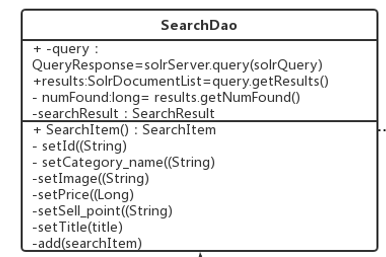 SearchDao
+ -query :
QueryResponse=solrServer.query(solrQuery)
+results:SolrDocumentList=query.getResults()
- numFound:long= results.getNumFound()
-searchResult : SearchResult
+ SearchItem() : SearchItem
- setId((String)
- setCategory_name((String)
-setImage((String)
-setPrice((Long)
-setSell_point((String)
-setTitle(title)
-add(searchItem)